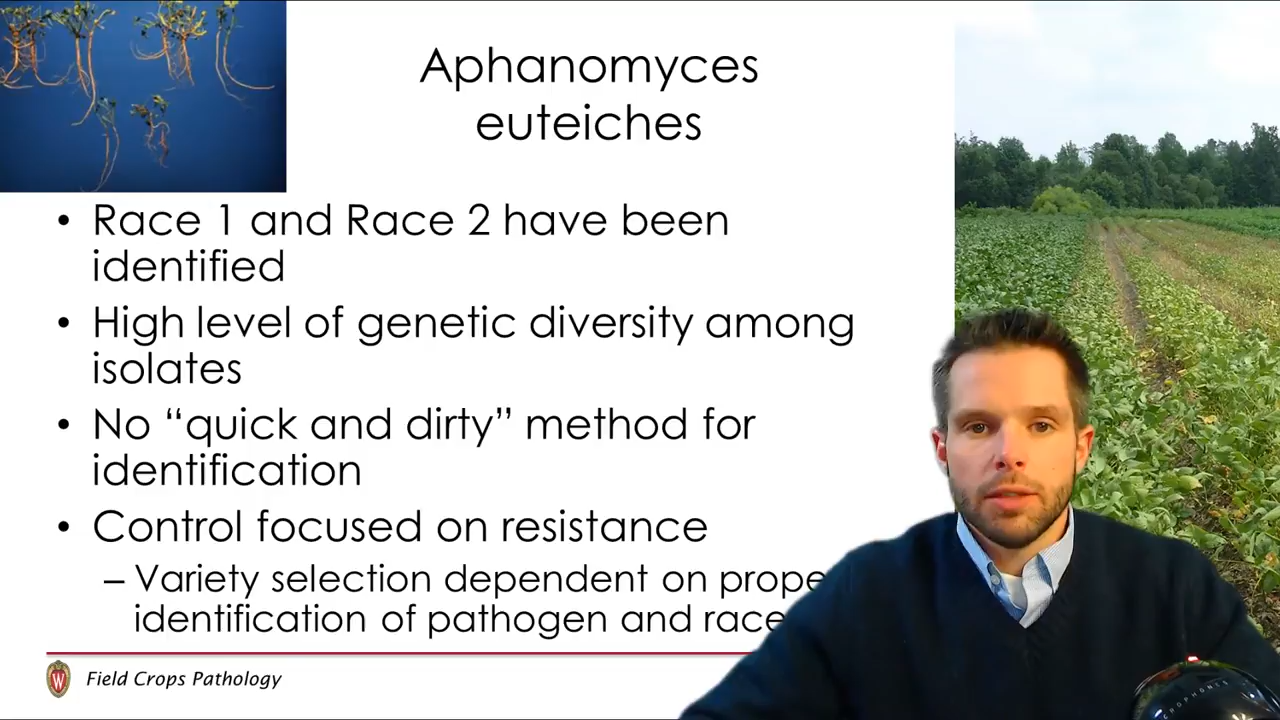 Aphanomyces
euteiches
• Race 1 and Race 2 have been
identified
• High level of genetic diversity among
isolates
• No “quick and dirty” method for
identification
• Control focused on resistance
– Variety selection dependent on prope
identification of pathogen and race
W Field Crops Pathology